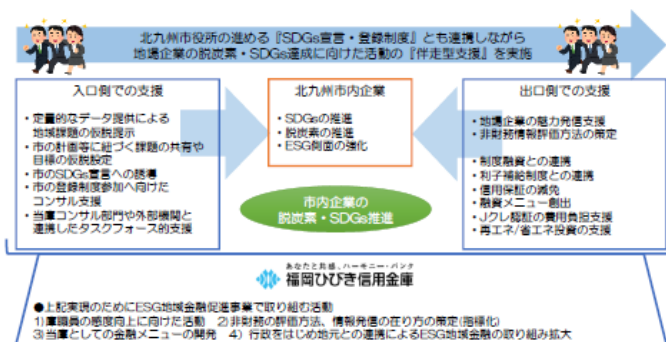 北九州市役所の進める『SDGs宣言・登録制度』とも連携しながら
地場企業の脱炭素・SDGs達成に向けた活動の『伴走型支援』を実施
入口側での支援
・定量的なデータ提供による
地域課題の仮説提示
・市の計画等に紐づく課題の共有や
目標の仮説設定
・市のSDGs宣言への誘導
・市の登録制度参加へ向けた
コンサル支援
・当庫コンサル部門や外部機関と
連携したタスクフォース的支援
北九州市内企業
・SDGsの推進
・脱炭素の推進
・ESG側面の強化
市内企業の
脱炭素・SDGs推進
出口側での支援
・地場企業の魅力発信支援
・非財務情報評価方法の策定
・制度融資との連携
・利子補給制度との連携
・信用保証の減免
・融資メニュー創出
・Jクレ認証の費用負担支援
・再エネ/省エネ投資の支援
あなたと共感、ハーモニー・バンク
福岡ひびき信用金庫
●上記実現のためにESG地域金融促進事業で取り組む活動
1)庫職員の感度向上に向けた活動 2)非財務の評価方法、情報発信の在り方の策定(指標化)
3)当庫としての金融メニューの開発 4)行政をはじめ地元との連携によるESG地域金融の取り組み拡大